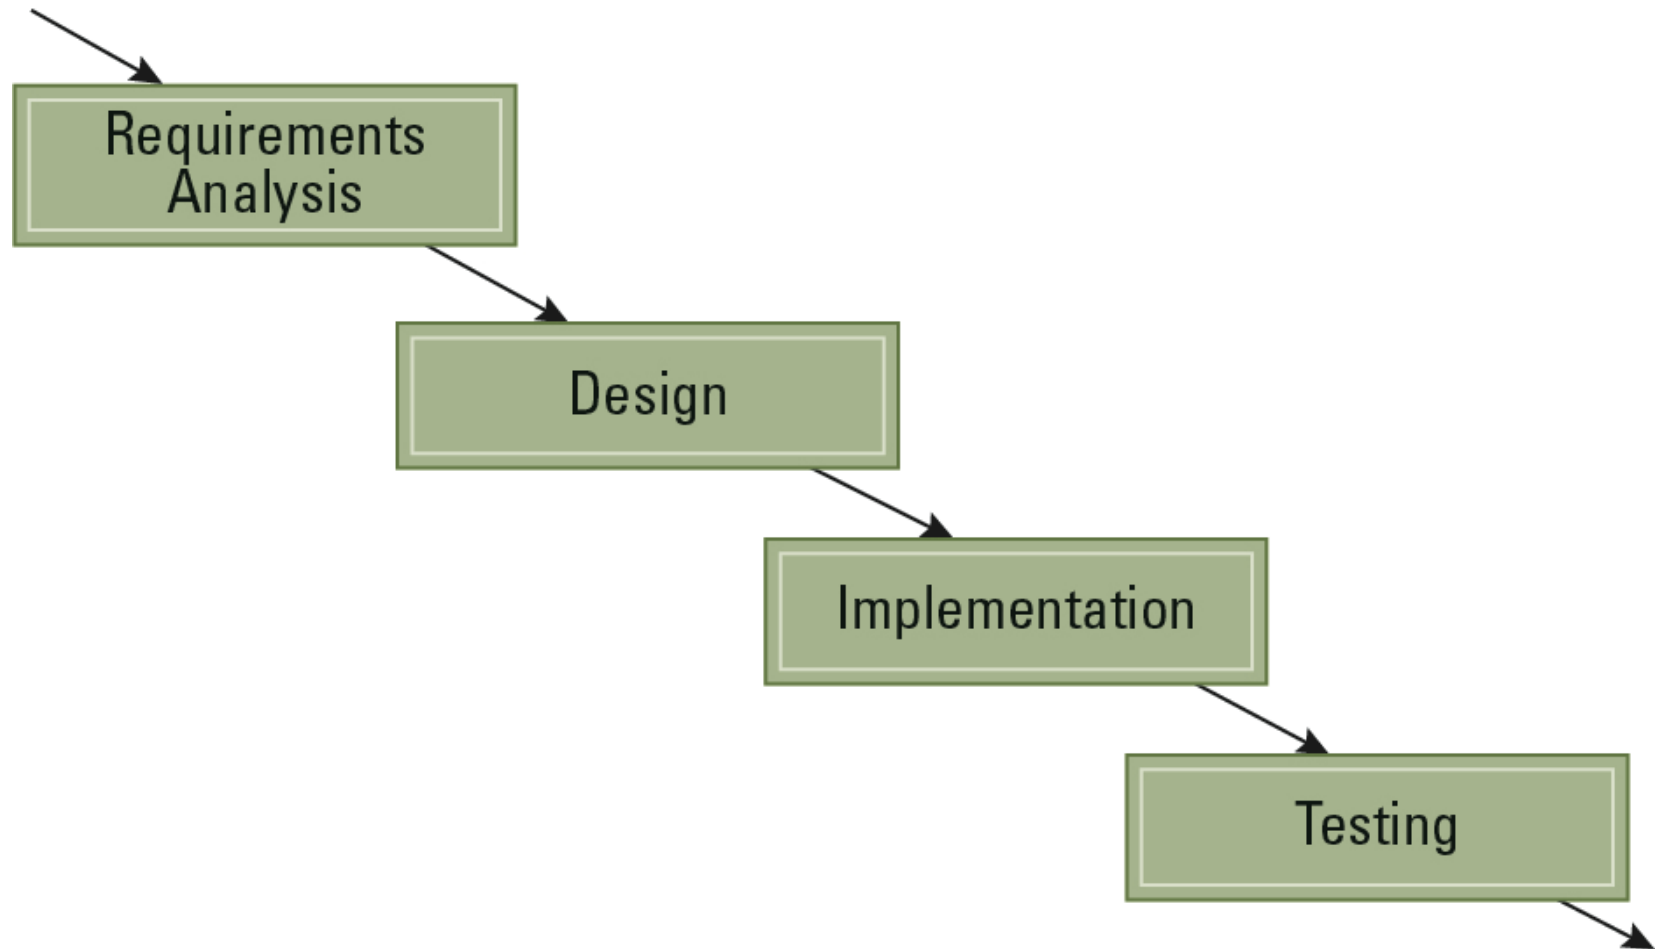 Requirements
Analysis
Design
Implementation
Testing